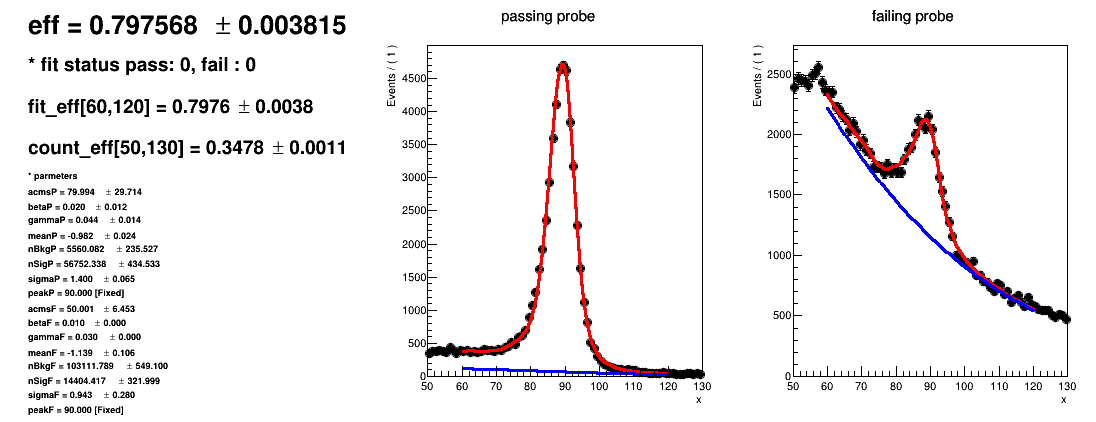 eff = 0.797568 ± 0.003815
* fit status pass: 0, fail : 0
fit_eff[60,120] = 0.7976 ± 0.0038
count_eff[50,130] = 0.3478 ± 0.0011
* parmeters
acmsP = 79.994 ± 29.714
betaP = 0.020 ± 0.012
gammaP = 0.044 ± 0.014
meanP = -0.982 ± 0.024
nBkgP = 5560.082 ± 235.527
nSigP = 56752.338 ± 434.533
sigmaP = 1.400 ± 0.065
peakP = 90.000 [Fixed]
acmsF = 50.001 ± 6.453
betaF = 0.010 ± 0.000
gammaF = 0.030 ± 0.000
meanF = -1.139 ± 0.106
nBkgF = 103111.789 ± 549.100
nSigF = 14404.417 ± 321.999
sigmaF = 0.943 ± 0.280
peakF = 90.000 [Fixed]
passing probe
Events / ( 1 )
4500
4000
3500
3000
2500
2000
1500
1000
500
0
50 60 70 80 90 100 110 120 130
x
failing probe
Events / ( 1 )
2500
2000
1500
1000
500
0
50 60 70 80 90 100 110 120 130
x